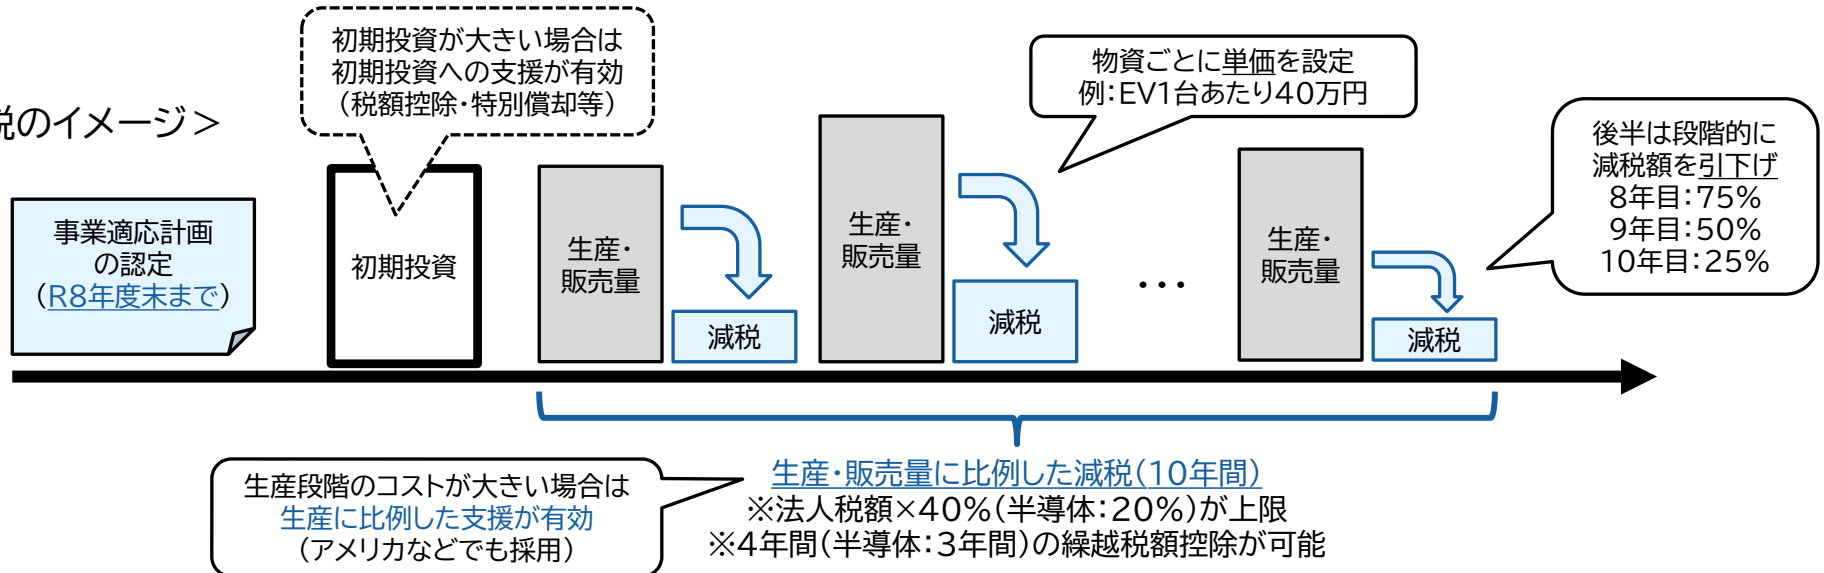 税のイメージ＞
初期投資が大きい場合は
初期投資への支援が有効
（税額控除・特別償却等）
物資ごとに単価を設定
例：EV1台あたり40万円
後半は段階的に
減税額を引下げ
8年目：75%
9年目：50%
10年目：25%
事業適応計画
の認定
（R8年度末まで）
初期投資
生産・
販売量
減税
生産・
販売量
減税
・・・
生産・
販売量
減税
生産段階のコストが大きい場合は
生産に比例した支援が有効
（アメリカなどでも採用）
生産・販売量に比例した減税（10年間）
※法人税額×40%（半導体：20%）が上限
※4年間（半導体：3年間）の繰越税額控除が可能